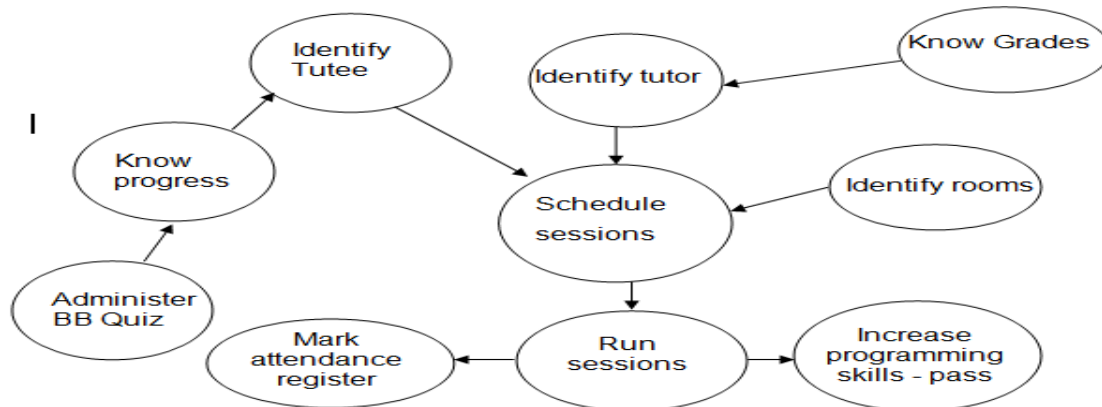 Identify
Tutee
Know Grades
Identify tutor
I
Know
progress
Identify rooms
Schedule
sessions
Administer
BB Quiz
Mark
attendance
register
Run
sessions
Increase
programming
skills - pass